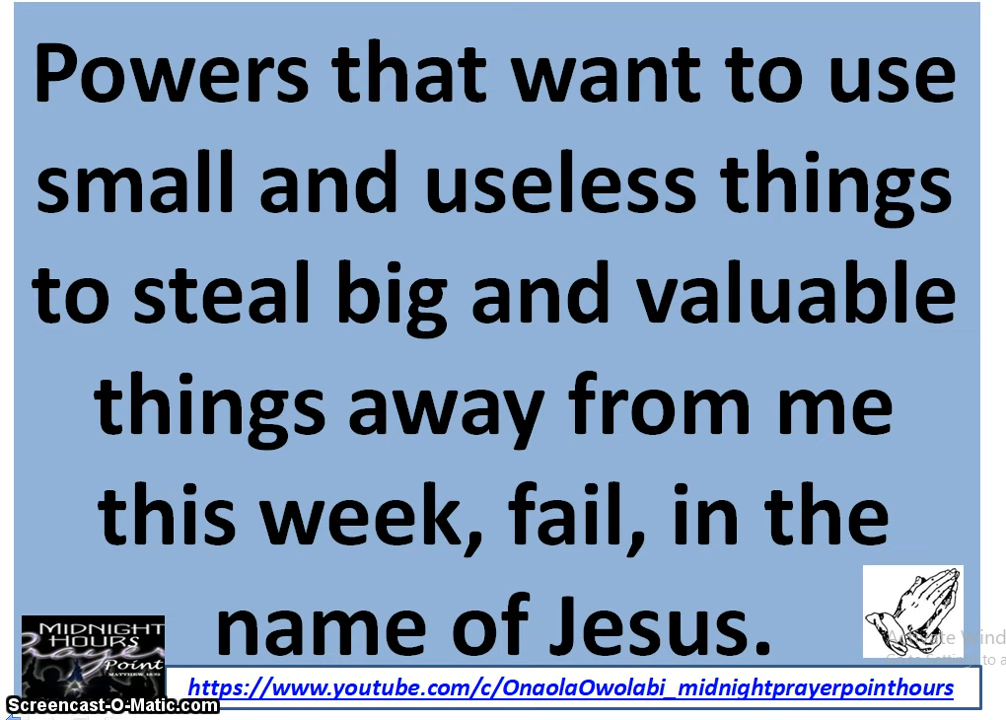 Powers that want to use
small and useless things
to steal big and valuable
things away from me
this week, fail, in the
name of Jesus.
MIDNIGHT
HOURS
Point
https://www.youtube.com/c/OnaolaOwolabi_midnightprayerpointhours
Screencast-O-Matic.com